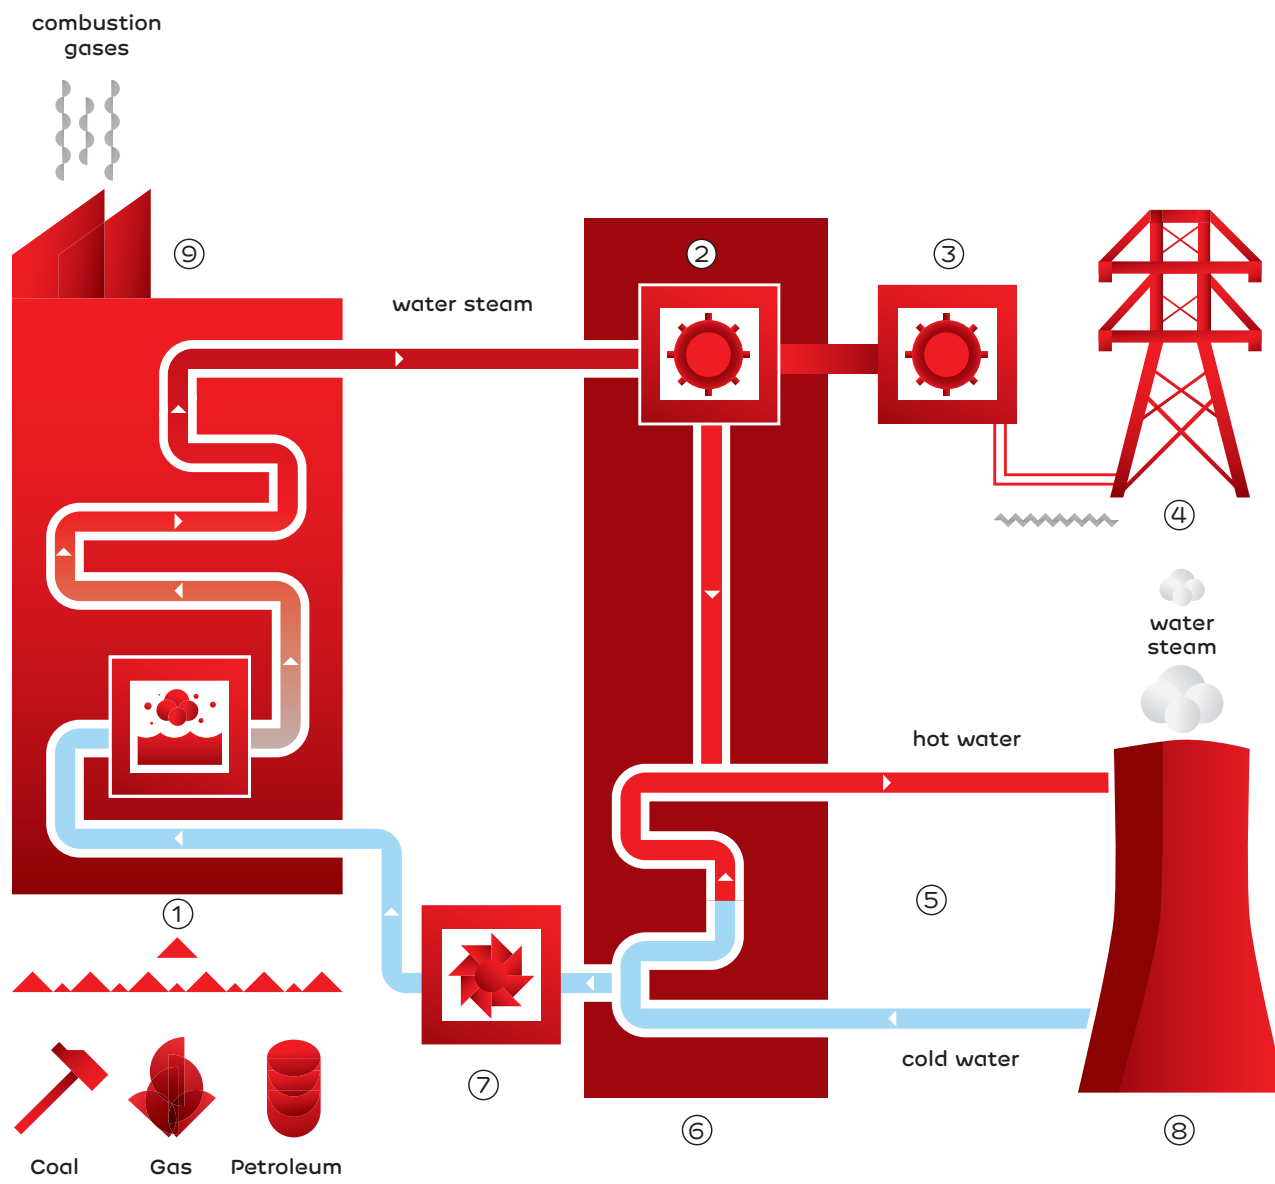 combustion
gases
⑨
②
③
water steam
④
water
steam
hot water
①
⑤
cold water
⑦
⑥
⑧
Coal
Gas
Petroleum